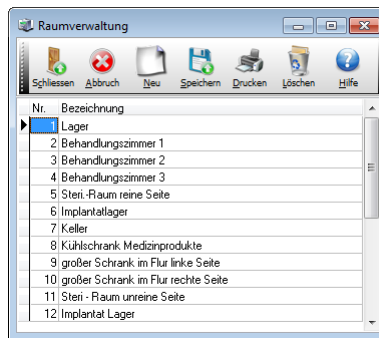 Raumverwaltung
Schliessen Abbruch Neu Speichern Drucken Löschen Hilfe
Nr. Bezeichnung
1 Lager
2 Behandlungszimmer 1
3 Behandlungszimmer 2
4 Behandlungszimmer 3
5 Steri.-Raum reine Seite
6 Implantatlager
7 Keller
8 Kühlschrank Medizinprodukte
9 großer Schrank im Flur linke Seite
10 großer Schrank im Flur rechte Seite
11 Steri - Raum unreine Seite
12 Implantat Lager